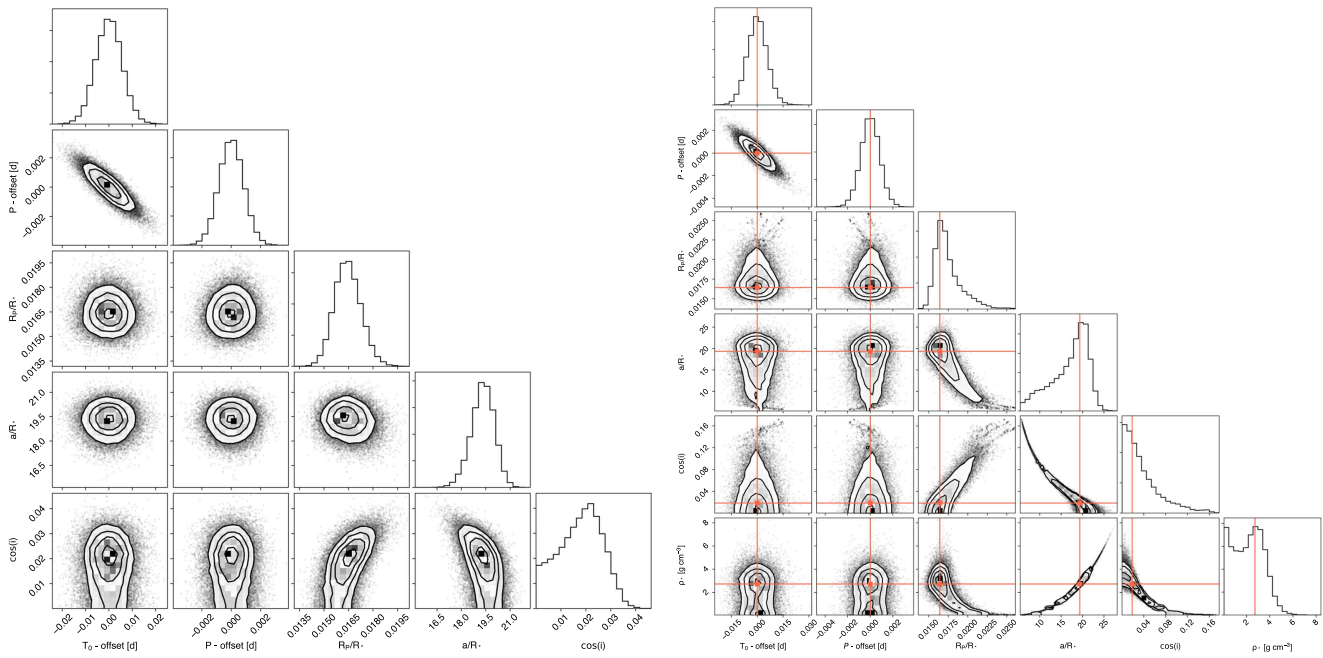 P - offset [d]
0.002
0.000
−0.002
Rₚ/R⋆
0.0195
0.0180
0.0165
0.0150
0.0135
a/R⋆
21.0
19.5
18.0
16.5
cos(i)
0.04
0.03
0.02
0.01
−0.02 −0.01 0.00 0.01 0.02
−0.002 0.000 0.002
0.0135 0.0150 0.0165 0.0180 0.0195
16.5 18.0 19.5 21.0
0.01 0.02 0.03 0.04
T₀ - offset [d] P - offset [d] Rₚ/R⋆ a/R⋆ cos(i)
P - offset [d]
0.002
0.000
−0.002
−0.004
Rₚ/R⋆
0.0225
0.0200
0.0175
0.0150
a/R⋆
25
20
15
10
cos(i)
0.16
0.12
0.08
0.04
ρ⋆ [g cm⁻³]
8
6
4
2
−0.015 0.000 0.015 0.030
−0.004 −0.002 0.000 0.002
0.0150 0.0175 0.0200 0.0225 0.0250
10 15 20 25
0.04 0.08 0.12 0.16
2 4 6 8
T₀ - offset [d] P - offset [d] Rₚ/R⋆ a/R⋆ cos(i) ρ⋆ [g cm⁻³]